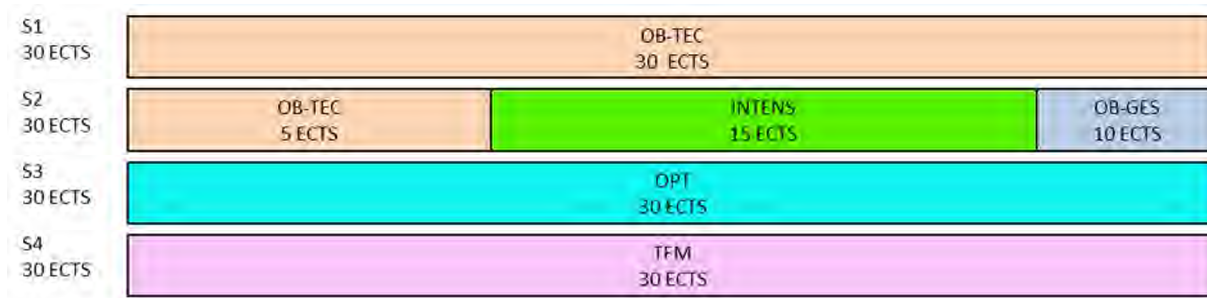 S1
30 ECTS
OB-TEC
30 ECTS
S2
30 ECTS
OB-TEC
5 ECTS
INTENS
15 ECTS
OB-GES
10 ECTS
S3
30 ECTS
OPT
30 ECTS
S4
30 ECTS
TFM
30 ECTS